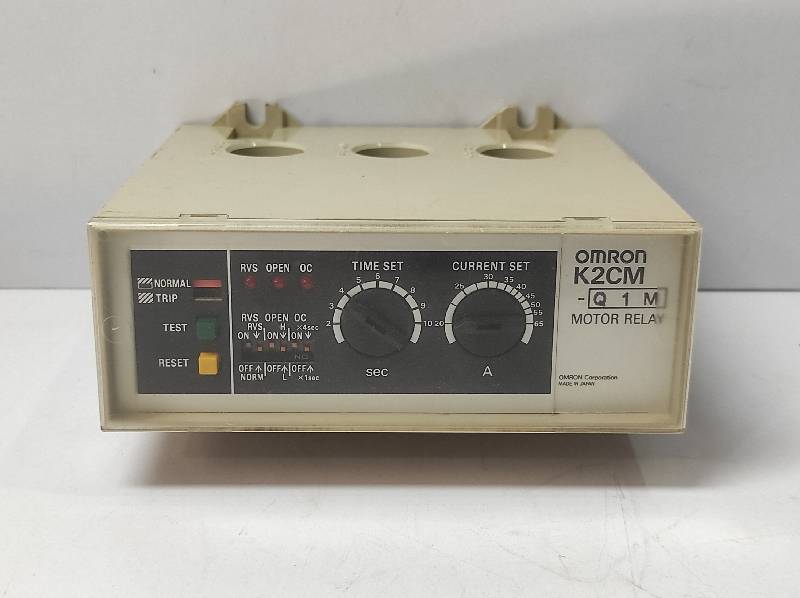 NORMAL
TRIP
TEST
RESET
RVS OPEN OC
RVS OPEN OC
RVS H ×4sec
ON↓ ON↓ ON↓
OFF↑ OFF↑ OFF↑
NORM L ×1sec
TIME SET
2 3 4 5 6 7 8 9 10
sec
CURRENT SET
20 25 30 35 40 45 50 55 65
A
OMRON
K2CM
-Q 1 M
MOTOR RELAY
OMRON Corporation
MADE IN JAPAN